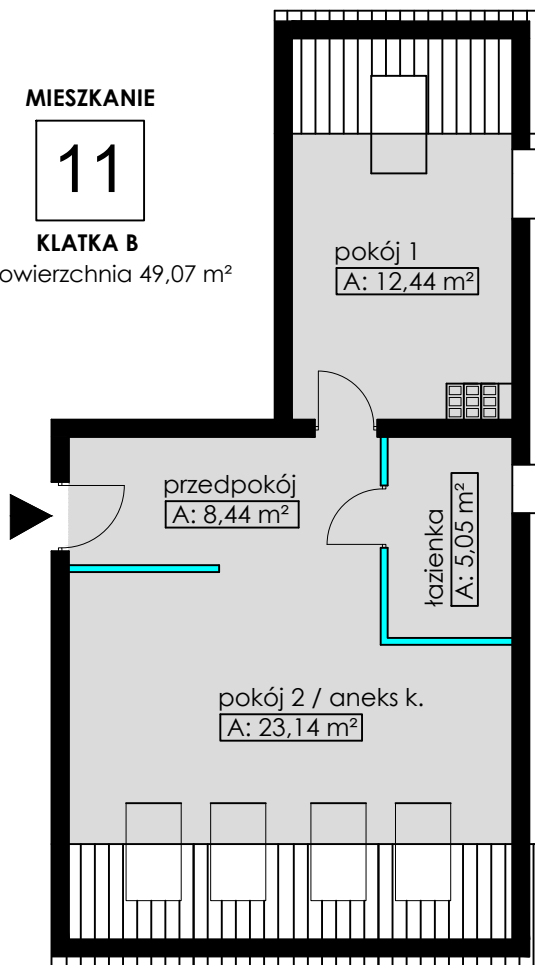 MIESZKANIE
11
KLATKA B
owierzchnia 49,07 m²
pokój 1
A: 12,44 m²
przedpokój
A: 8,44 m²
łazienka
A: 5,05 m²
pokój 2 / aneks k.
A: 23,14 m²